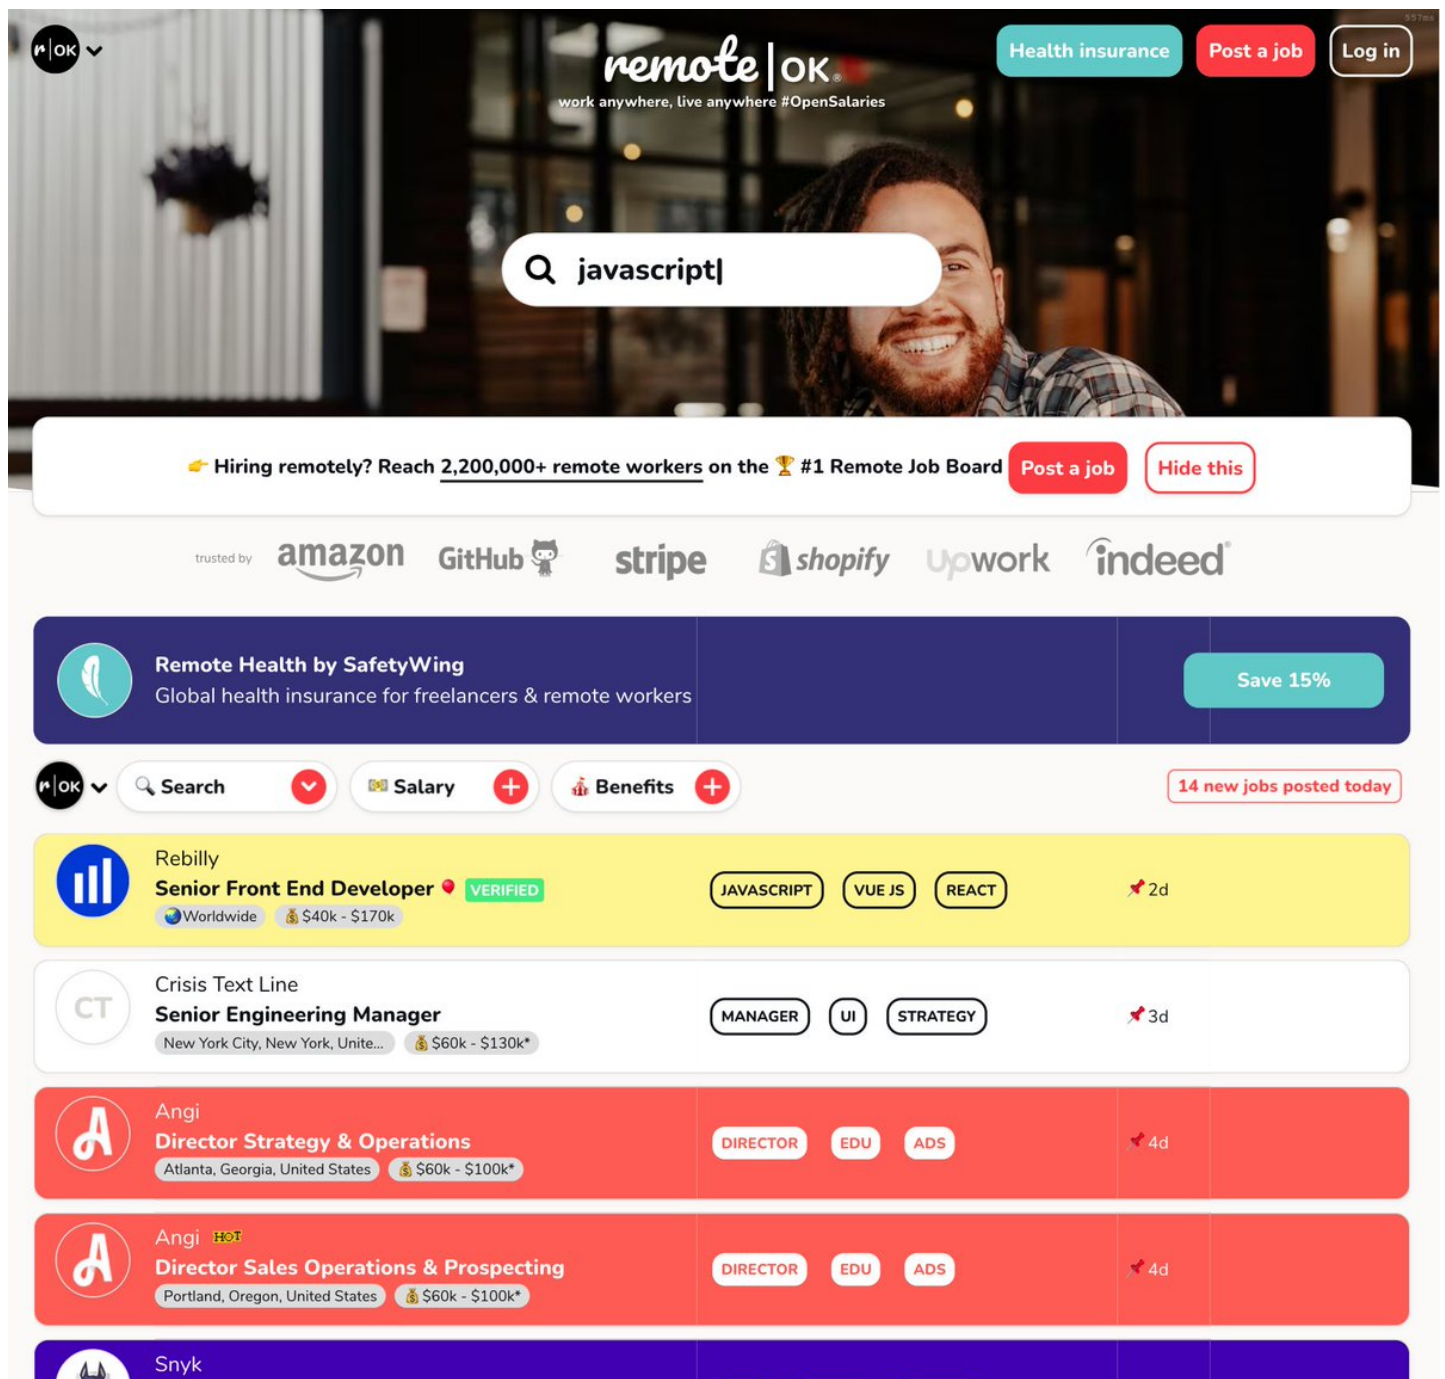 557ms
r|OK
remote|OK®
work anywhere, live anywhere #OpenSalaries
Health insurance
Post a job
Log in
javascript
👉 Hiring remotely? Reach 2,200,000+ remote workers on the 🏆 #1 Remote Job Board
Post a job
Hide this
trusted by
amazon
GitHub
stripe
shopify
Upwork
indeed
Remote Health by SafetyWing
Global health insurance for freelancers & remote workers
Save 15%
r|OK
🔍 Search
💵 Salary
🎪 Benefits
14 new jobs posted today
Rebilly
Senior Front End Developer 🎈 VERIFIED
🌏Worldwide
💰 $40k - $170k
JAVASCRIPT
VUE JS
REACT
📌 2d
CT
Crisis Text Line
Senior Engineering Manager
New York City, New York, Unite...
💰 $60k - $130k*
MANAGER
UI
STRATEGY
📌 3d
Angi
Director Strategy & Operations
Atlanta, Georgia, United States
💰 $60k - $100k*
DIRECTOR
EDU
ADS
📌 4d
Angi HOT
Director Sales Operations & Prospecting
Portland, Oregon, United States
💰 $60k - $100k*
DIRECTOR
EDU
ADS
📌 4d
Snyk